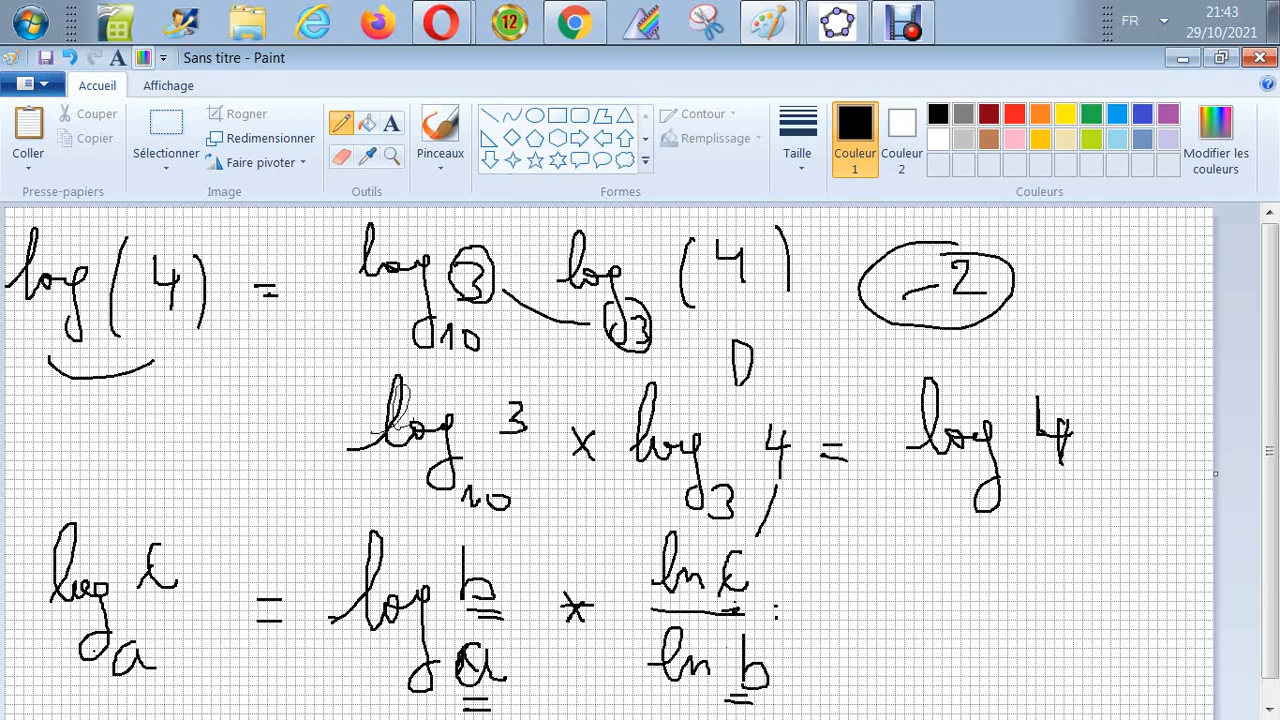 12
FR
21:43
29/10/2021
Sans titre - Paint
Accueil
Affichage
Coller
Couper
Copier
Presse-papiers
Sélectionner
Rogner
Redimensionner
Faire pivoter
Image
Outils
Pinceaux
Formes
Contour
Remplissage
Taille
Couleur 1
Couleur 2
Modifier les couleurs
Couleurs
log (4) = log₁₀ 3 log₃ (4) -2
log₁₀ 3 x log₃ 4 = log 4
= log_a b * ln c / ln b